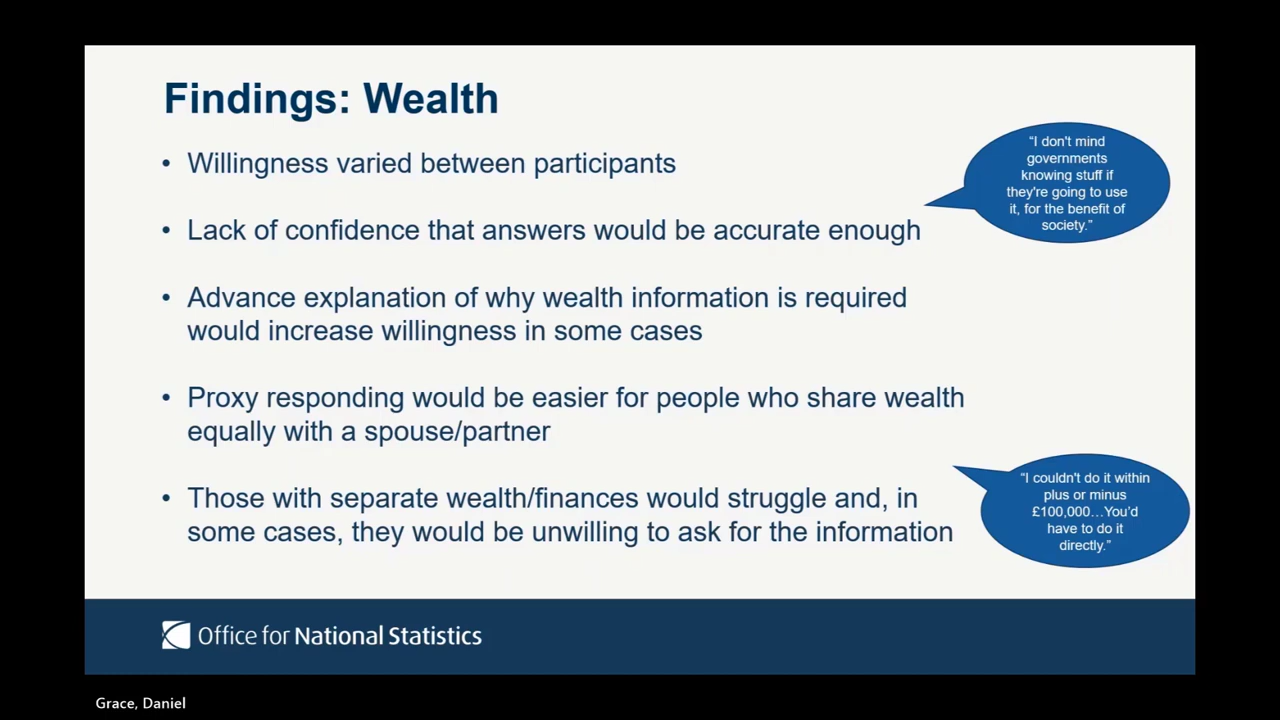 Findings: Wealth
• Willingness varied between participants
• Lack of confidence that answers would be accurate enough
• Advance explanation of why wealth information is required
would increase willingness in some cases
• Proxy responding would be easier for people who share wealth
equally with a spouse/partner
• Those with separate wealth/finances would struggle and, in
some cases, they would be unwilling to ask for the information
“I don't mind
governments
knowing stuff if
they're going to use
it, for the benefit of
society.”
“I couldn't do it within
plus or minus
£100,000…You’d
have to do it
directly.”
Office for National Statistics
Grace, Daniel